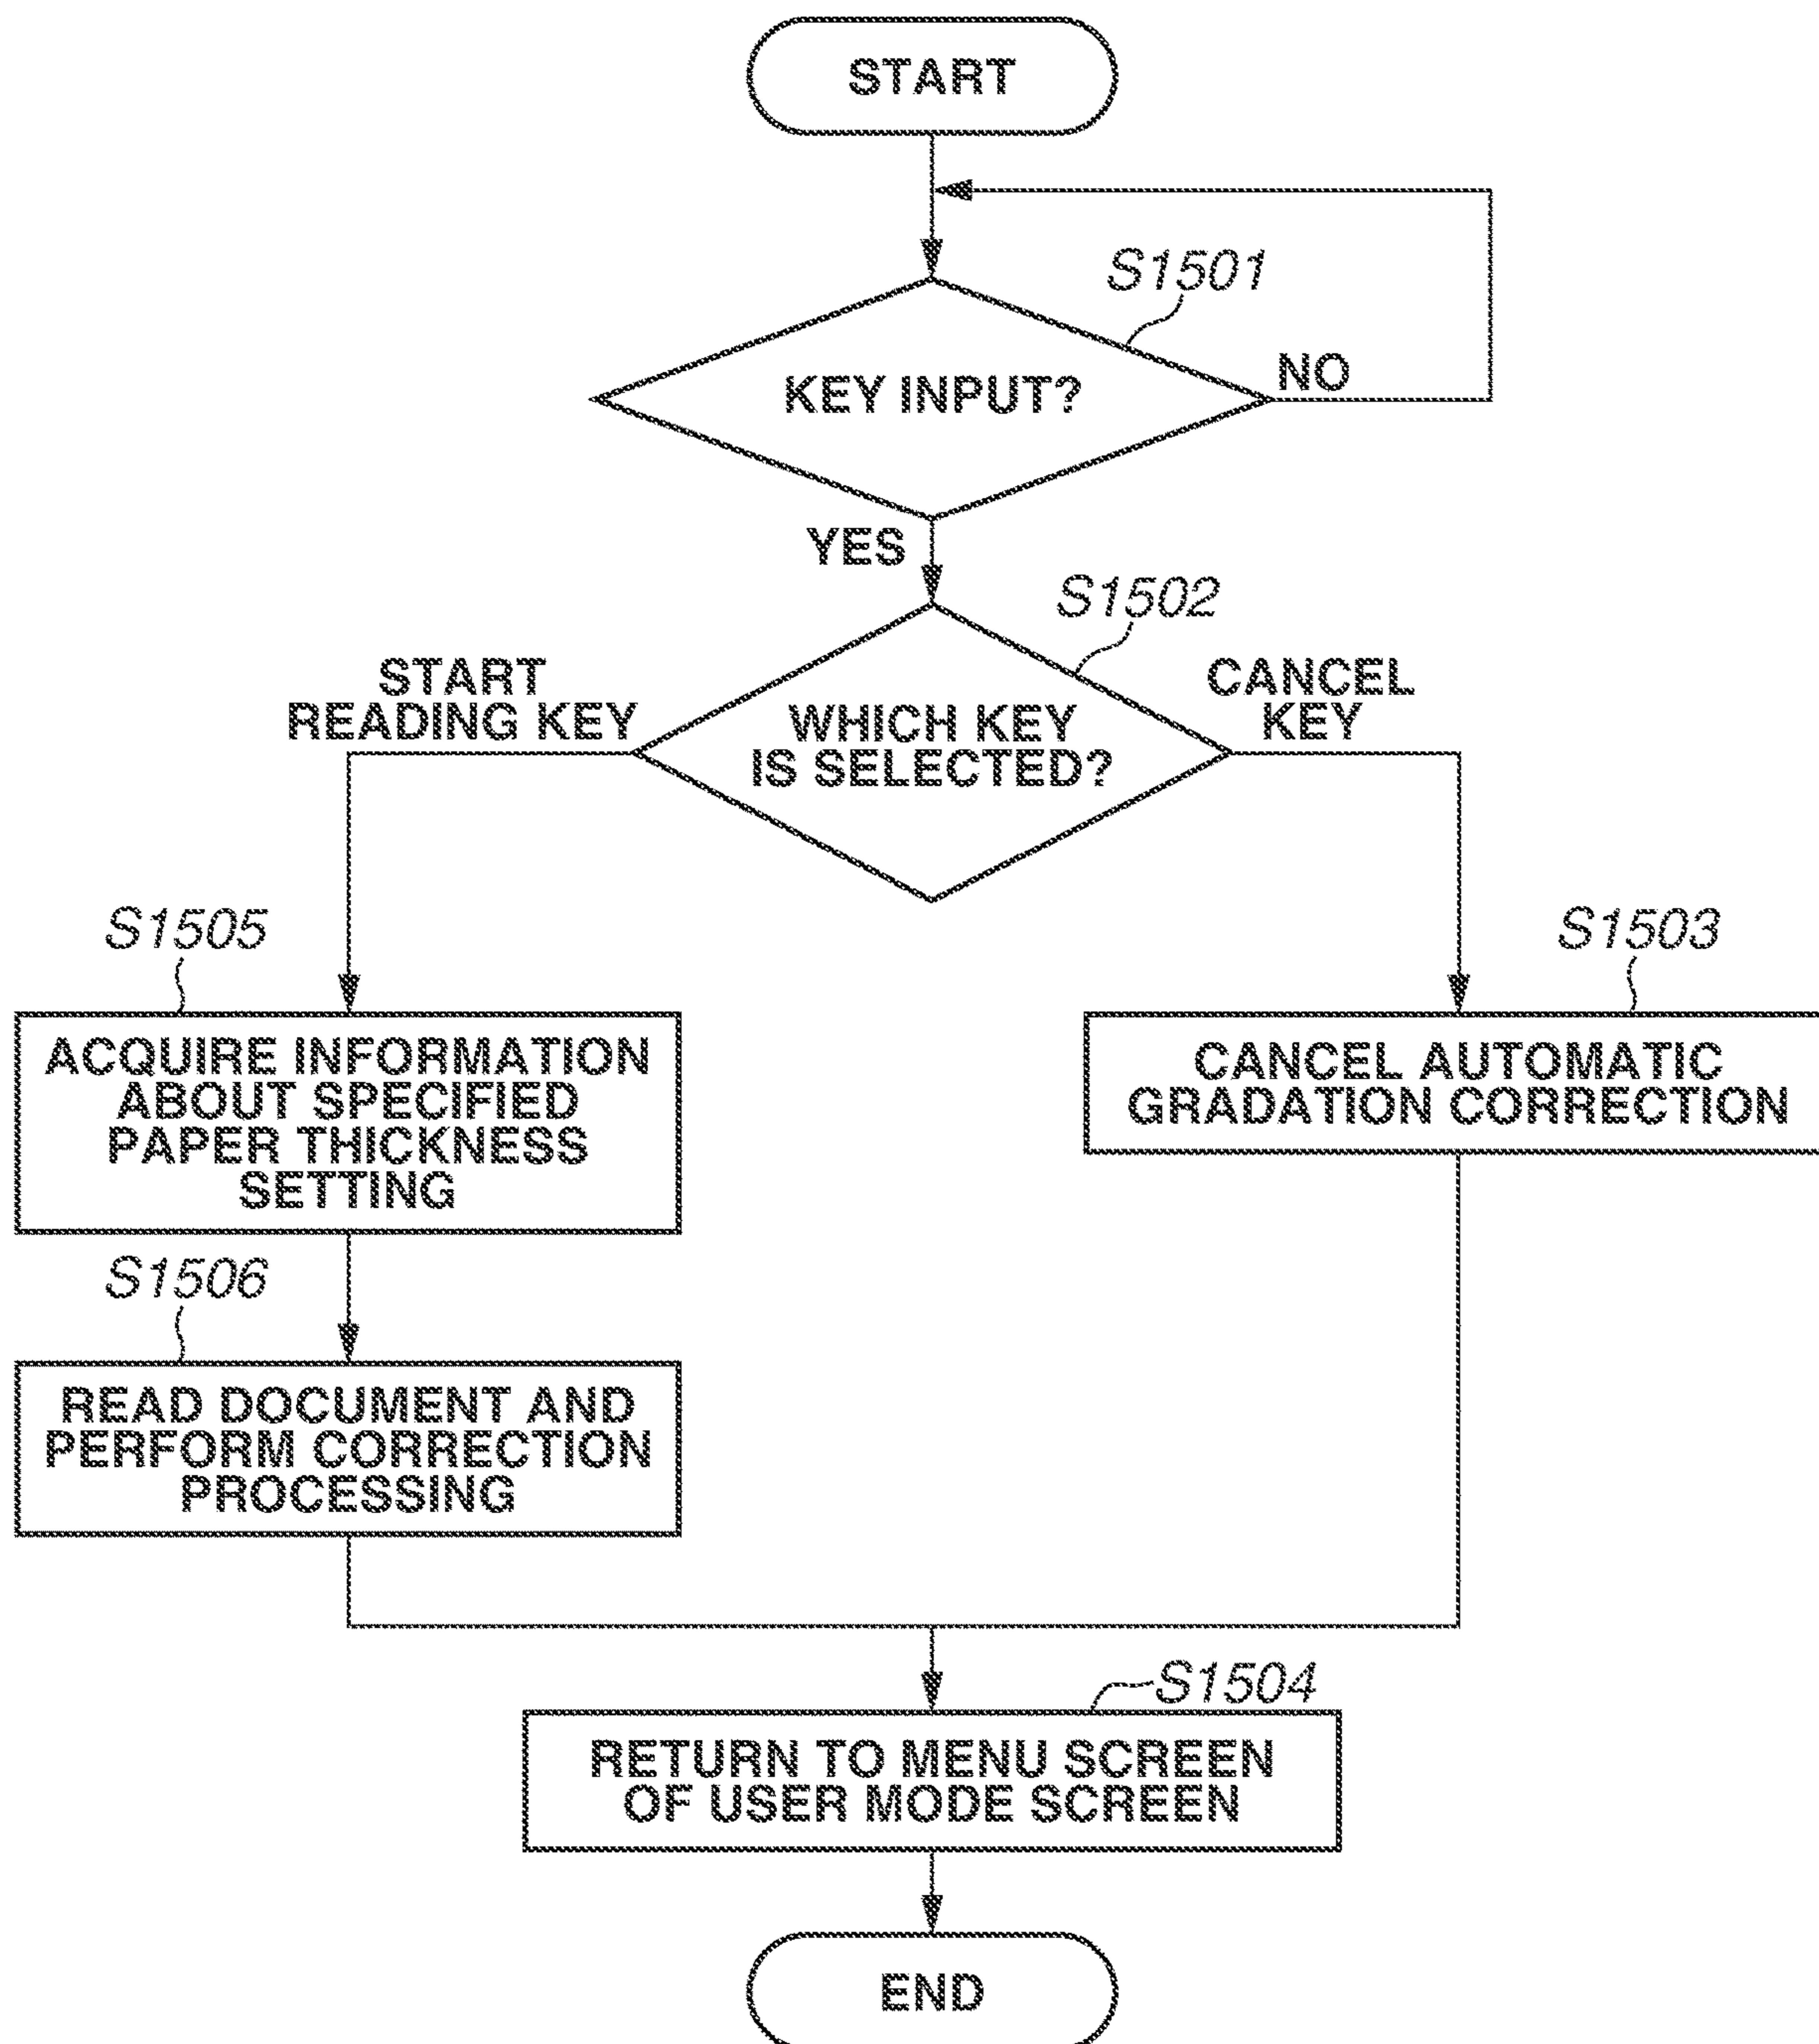 START
S1501
KEY INPUT?
NO
YES
S1502
START
READING KEY
WHICH KEY
IS SELECTED?
CANCEL
KEY
S1505
ACQUIRE INFORMATION
ABOUT SPECIFIED
PAPER THICKNESS
SETTING
S1503
CANCEL AUTOMATIC
GRADATION CORRECTION
S1506
READ DOCUMENT AND
PERFORM CORRECTION
PROCESSING
S1504
RETURN TO MENU SCREEN
OF USER MODE SCREEN
END